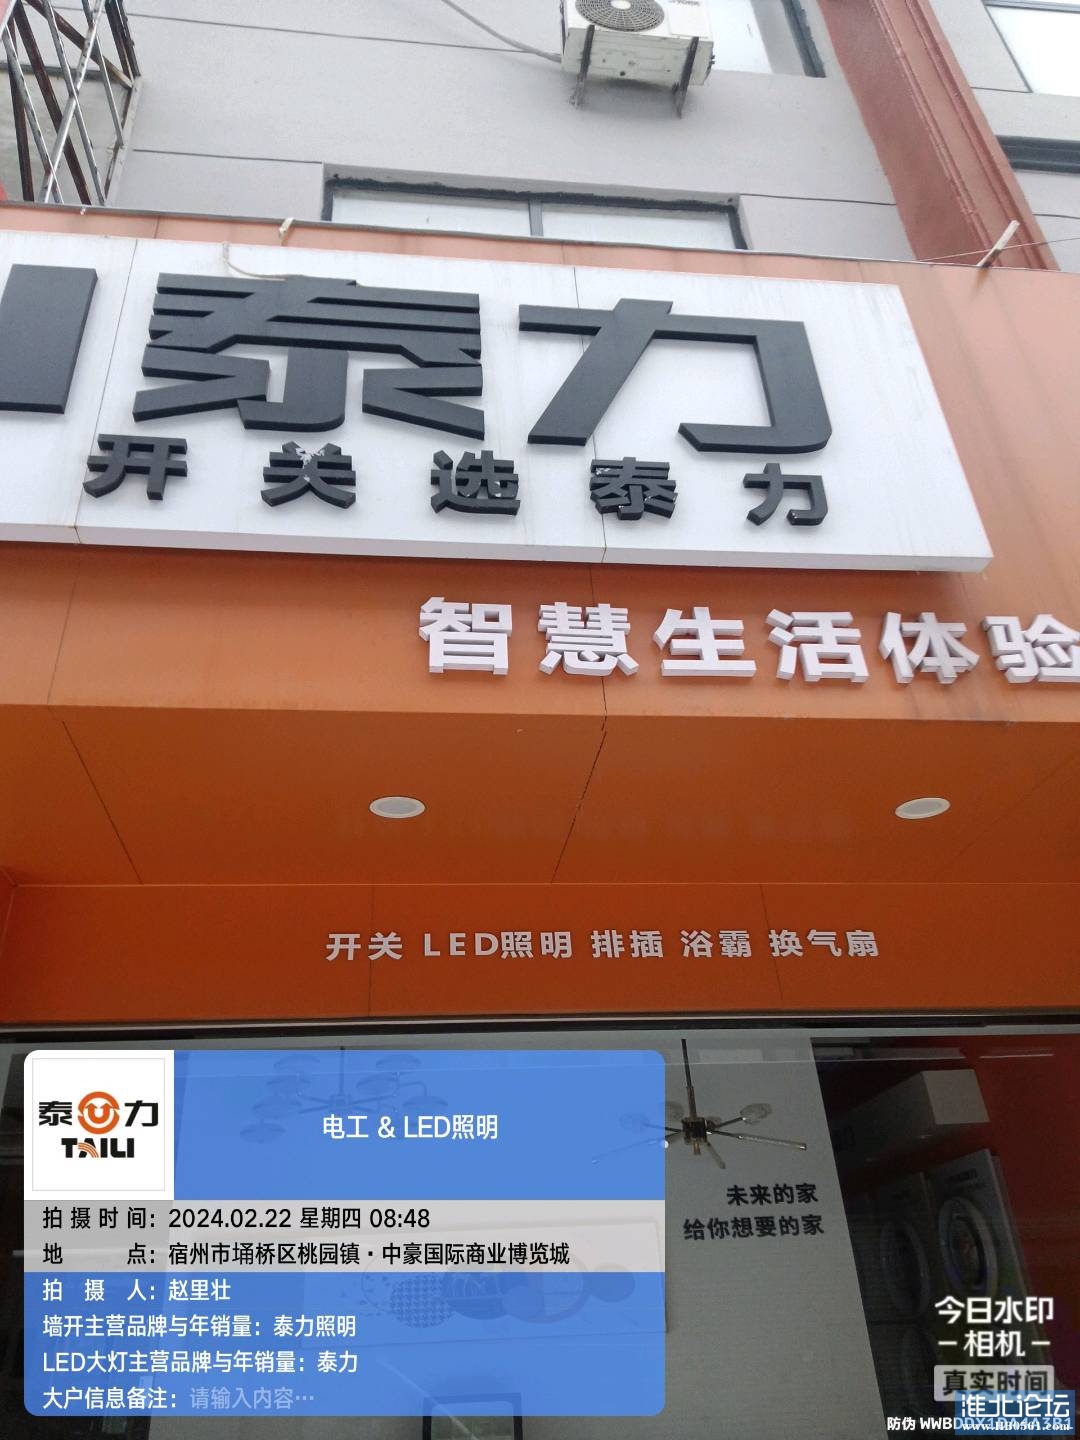 泰力
开关选泰力
智慧生活体验
开关 LED照明 排插 浴霸 换气扇
未来的家
给你想要的家
泰力
TAILI
电工 & LED照明
拍摄时间：2024.02.22 星期四 08:48
地点：宿州市埇桥区桃园镇·中豪国际商业博览城
拍摄人：赵里壮
墙开主营品牌与年销量：泰力照明
LED大灯主营品牌与年销量：泰力
大户信息备注：请输入内容…
今日水印
-相机-
真实时间
淮北论坛
防伪